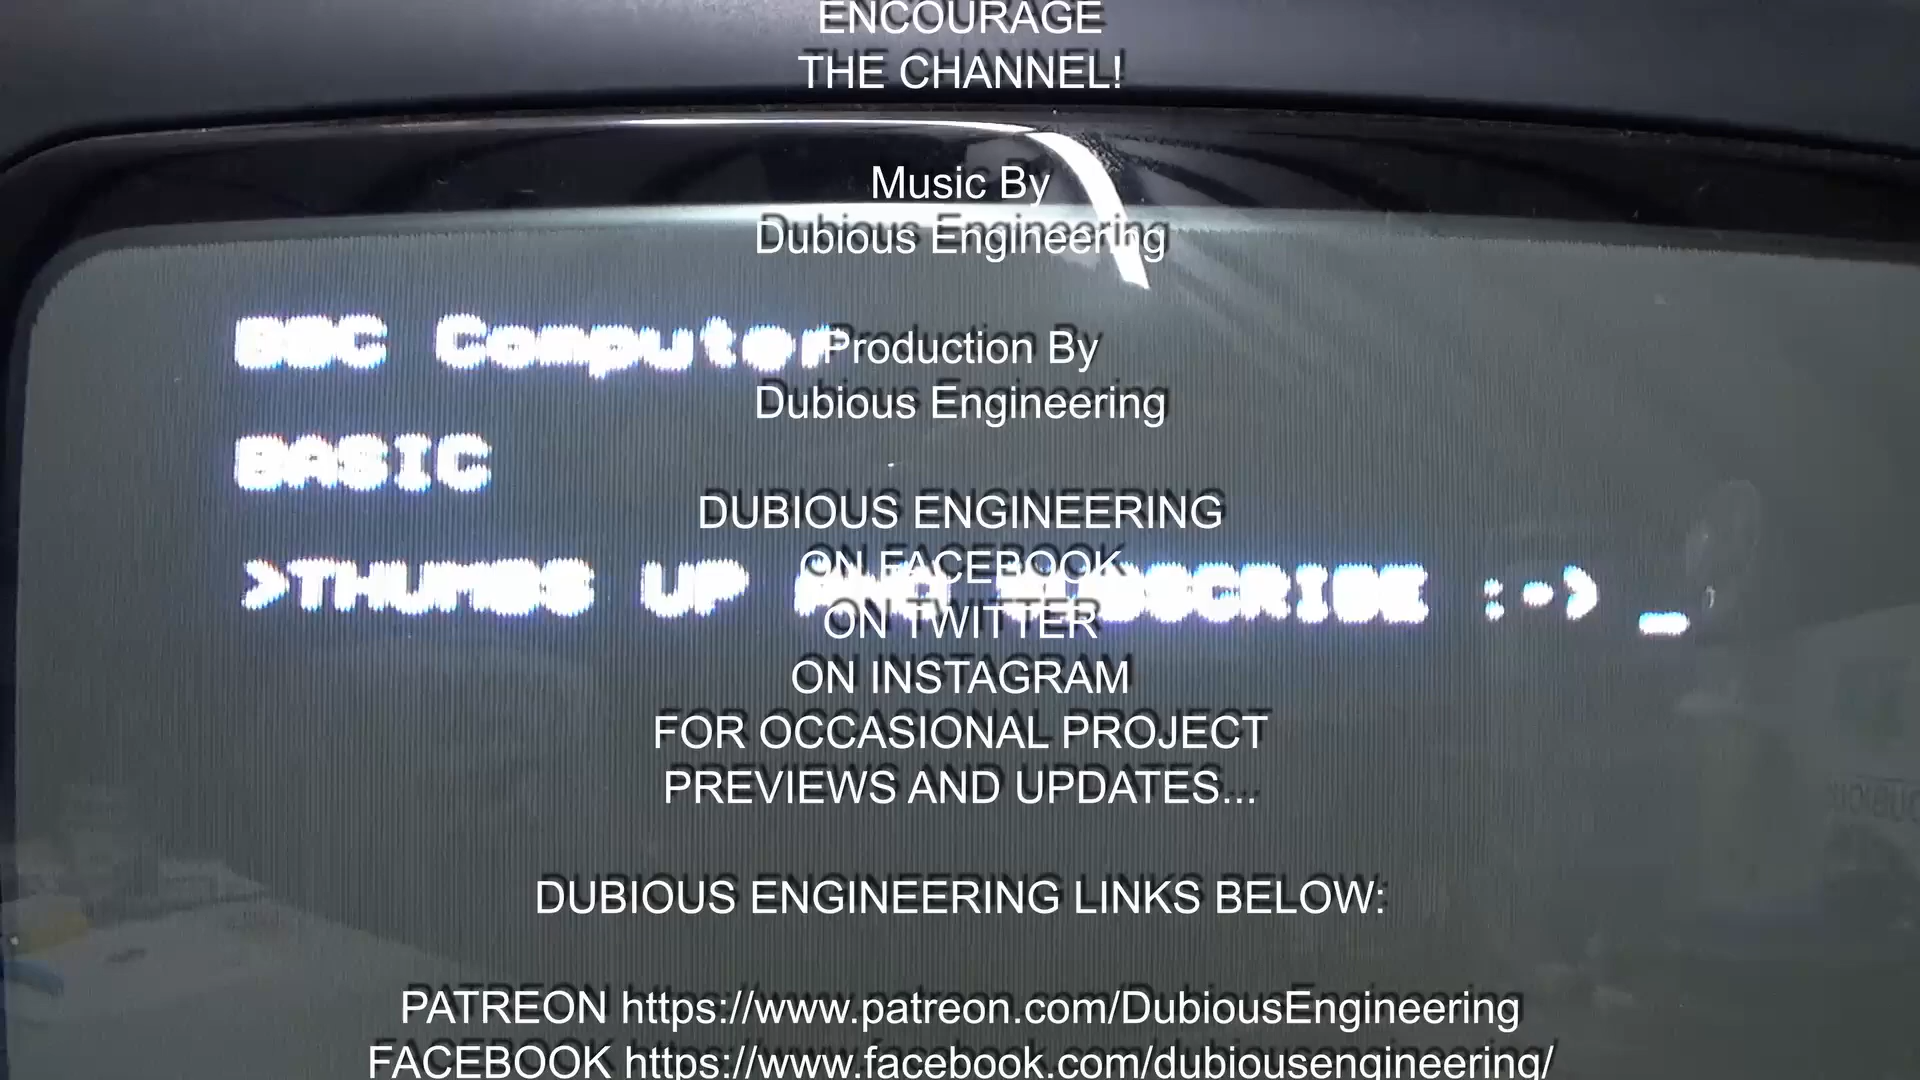 ENCOURAGE
THE CHANNEL!
Music By
Dubious Engineering
BBC Computer
Production By
Dubious Engineering
BASIC
DUBIOUS ENGINEERING
ON FACEBOOK
>THUMBS UP AND SUBSCRIBE :-> _
ON TWITTER
ON INSTAGRAM
FOR OCCASIONAL PROJECT
PREVIEWS AND UPDATES...
DUBIOUS ENGINEERING LINKS BELOW:
PATREON https://www.patreon.com/DubiousEngineering
FACEBOOK https://www.facebook.com/dubiousengineering/